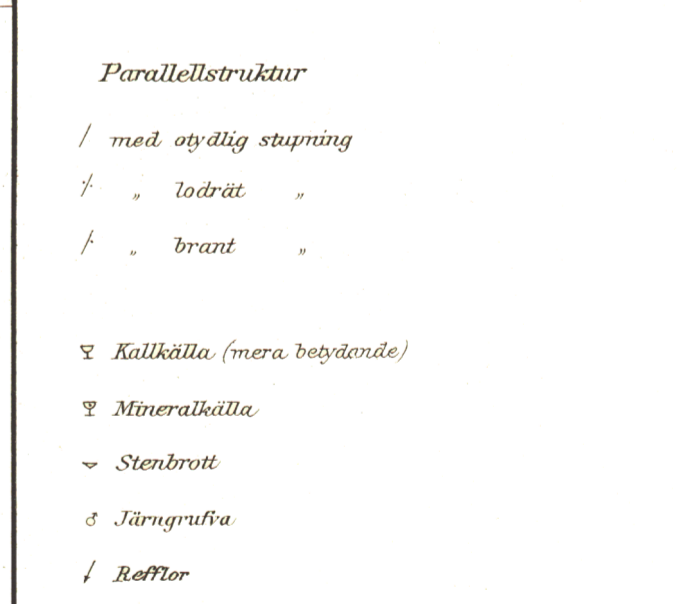 Parallellstruktur
med otydlig stupning
„ lodrät „
„ brant „
Kallkälla (mera betydande)
Mineralkälla
Stenbrott
Järngrufva
Refflor